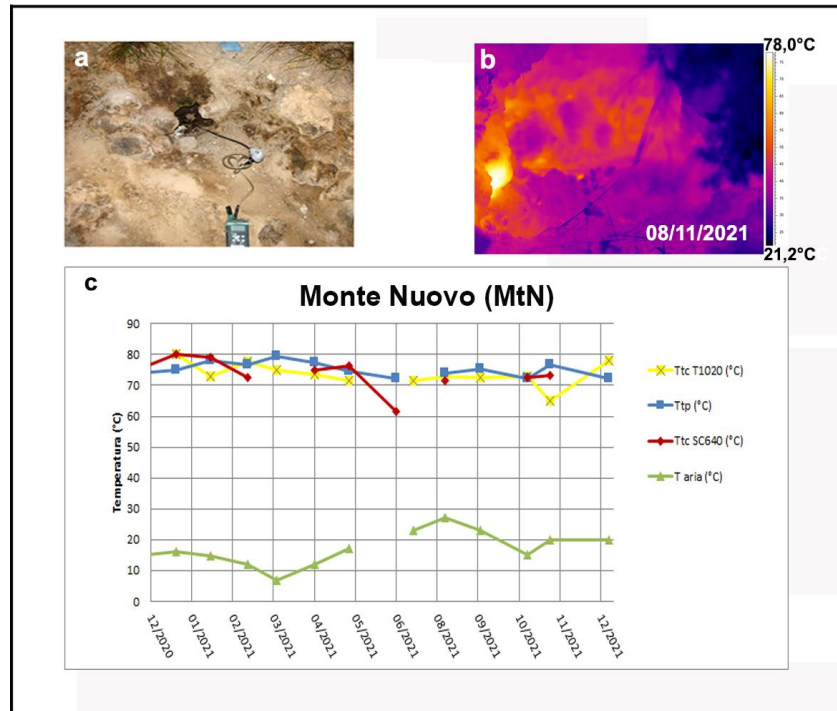 a
b
78,0°C
08/11/2021
21,2°C
c
Monte Nuovo (MtN)
Temperatura (°C)
90
80
70
60
50
40
30
20
10
0
12/2020
01/2021
02/2021
03/2021
04/2021
05/2021
06/2021
08/2021
09/2021
10/2021
11/2021
12/2021
Ttc T1020 (°C)
Ttp (°C)
Ttc SC640 (°C)
T aria (°C)